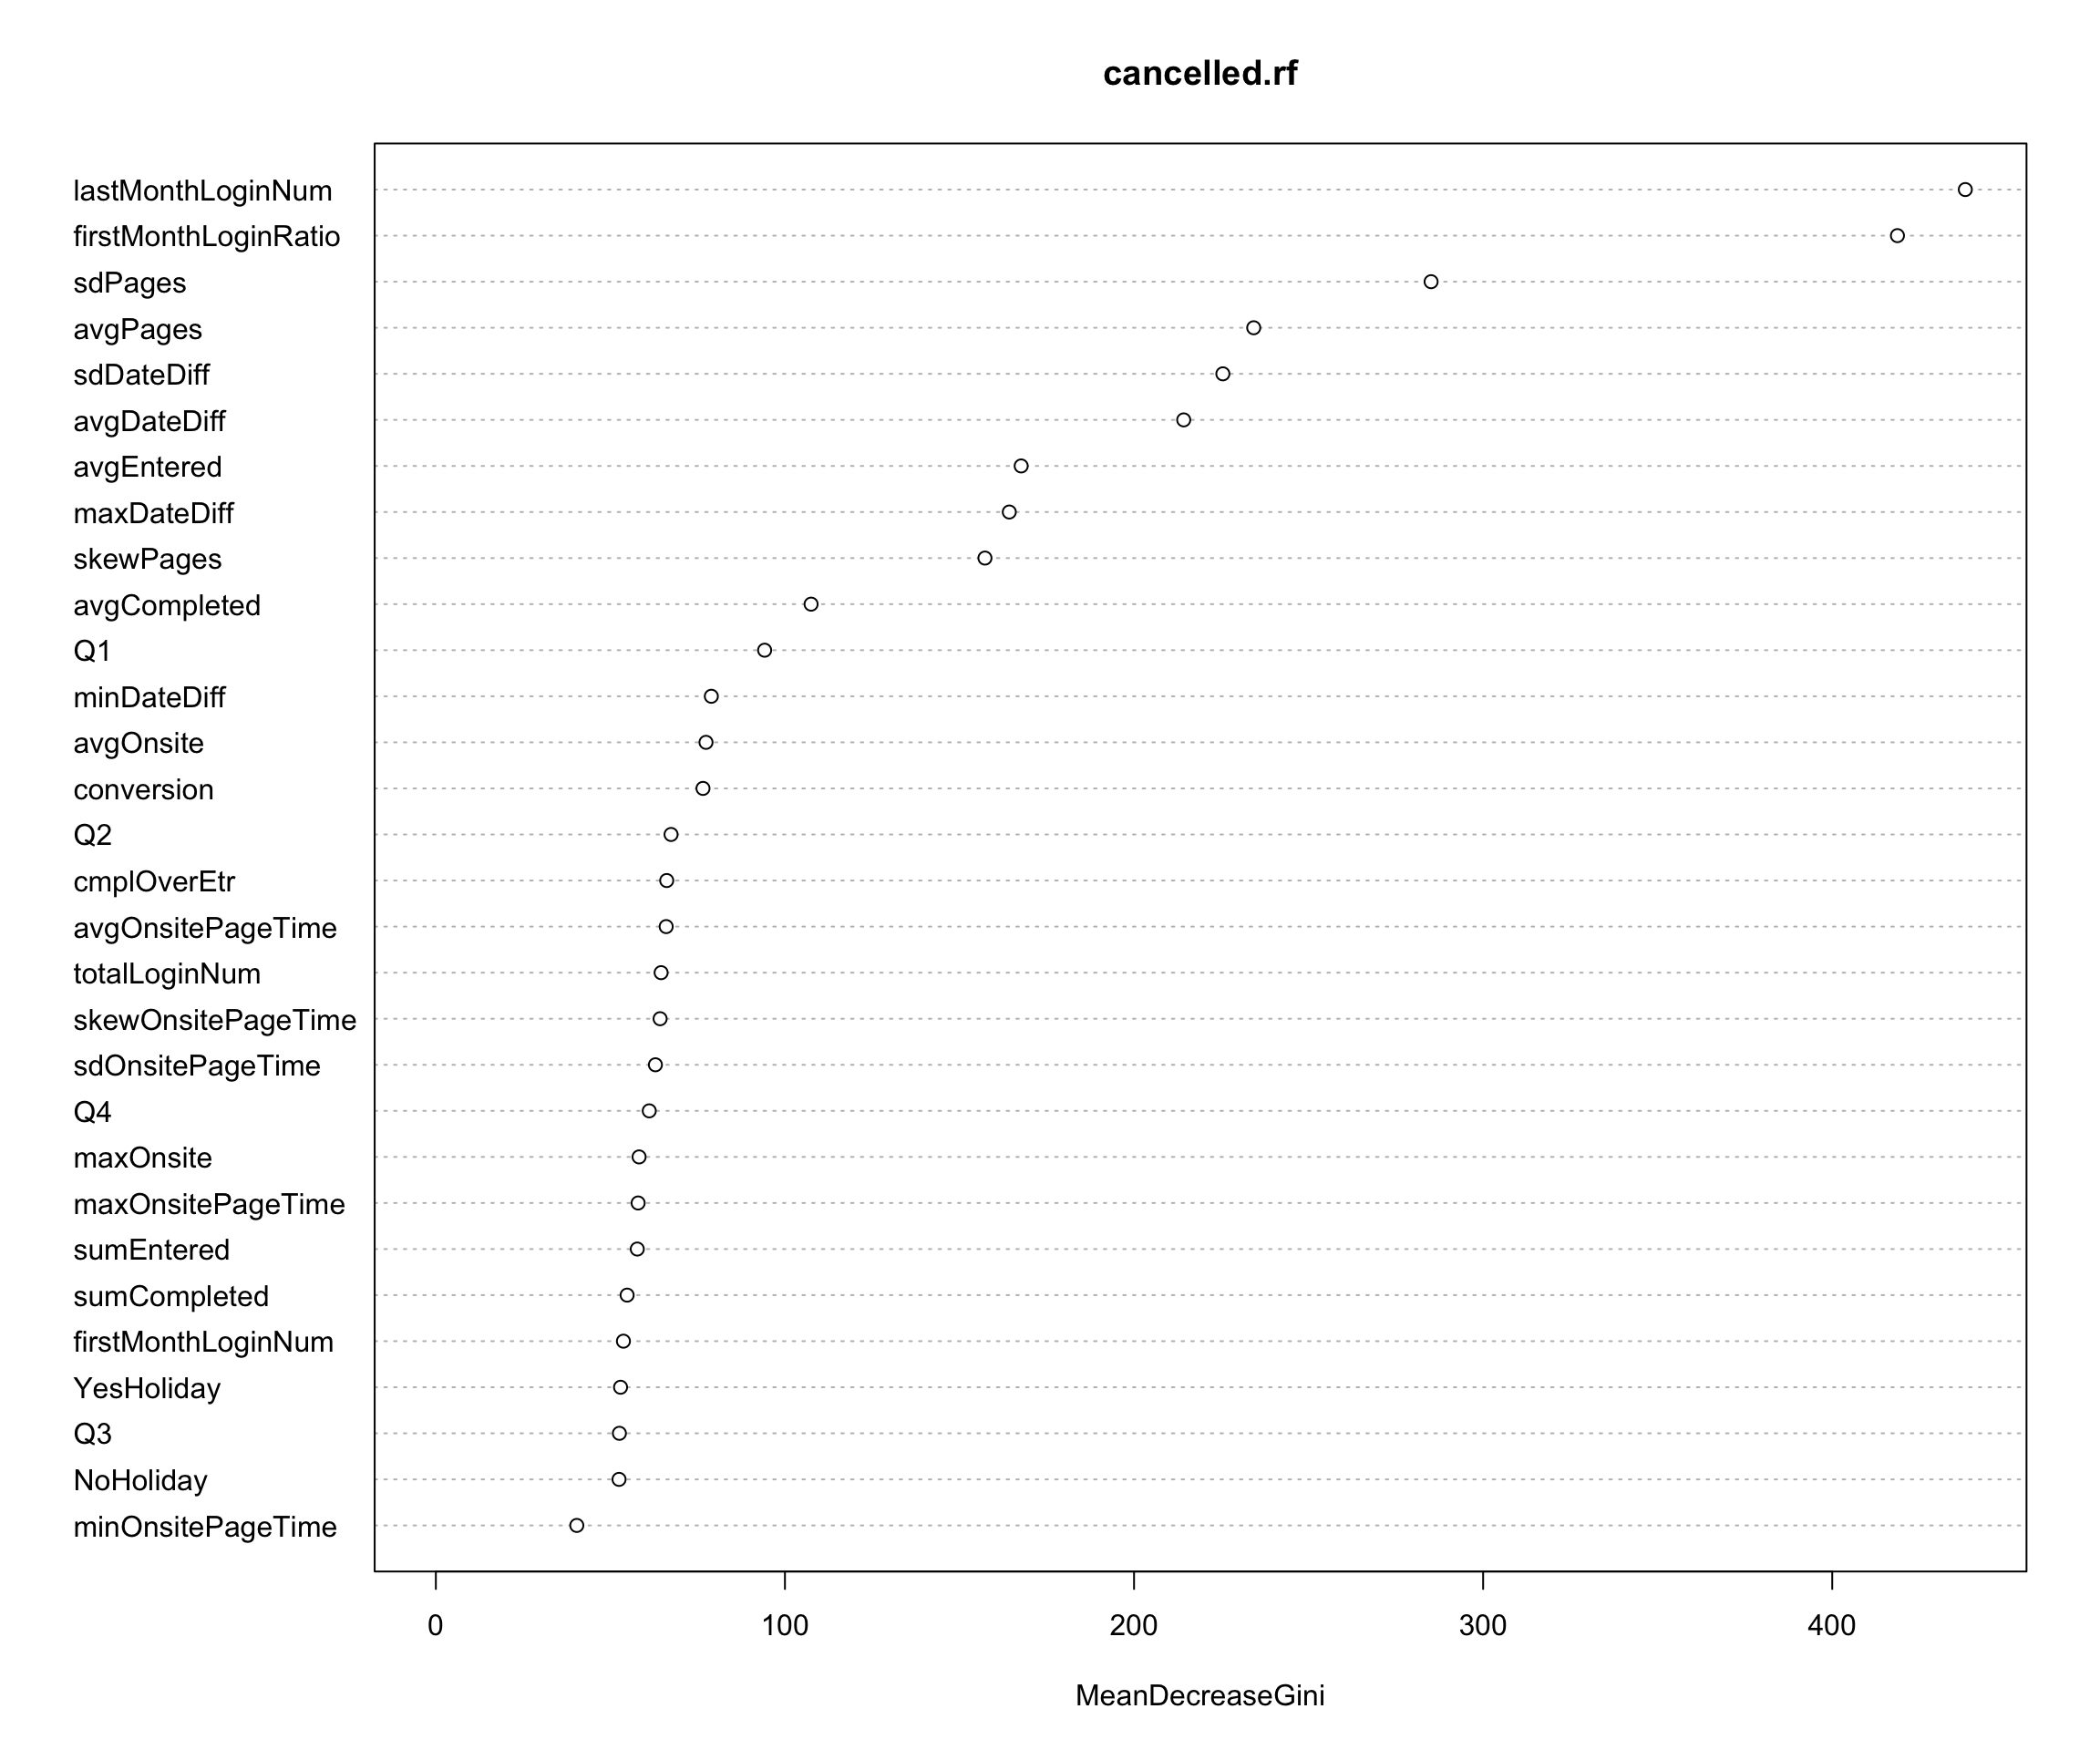 cancelled.rf
lastMonthLoginNum
firstMonthLoginRatio
sdPages
avgPages
sdDateDiff
avgDateDiff
avgEntered
maxDateDiff
skewPages
avgCompleted
Q1
minDateDiff
avgOnsite
conversion
Q2
cmplOverEtr
avgOnsitePageTime
totalLoginNum
skewOnsitePageTime
sdOnsitePageTime
Q4
maxOnsite
maxOnsitePageTime
sumEntered
sumCompleted
firstMonthLoginNum
YesHoliday
Q3
NoHoliday
minOnsitePageTime
0 100 200 300 400
MeanDecreaseGini